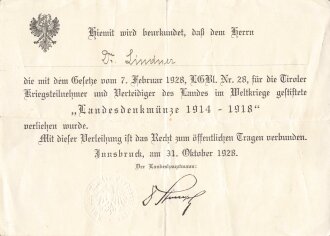 Hiemit wird beurkundet, daß dem Herrn
Dr. Lindner
die mit dem Gesetze vom 7. Februar 1928, LGBl. Nr. 28, für die Tiroler
Kriegsteilnehmer und Verteidiger des Landes im Weltkriege gestiftete
„Landesdenkmünze 1914 - 1918"
verliehen wurde.
Mit dieser Verleihung ist das Recht zum öffentlichen Tragen verbunden.
Innsbruck, am 31. Oktober 1928.
Der Landeshauptmann: